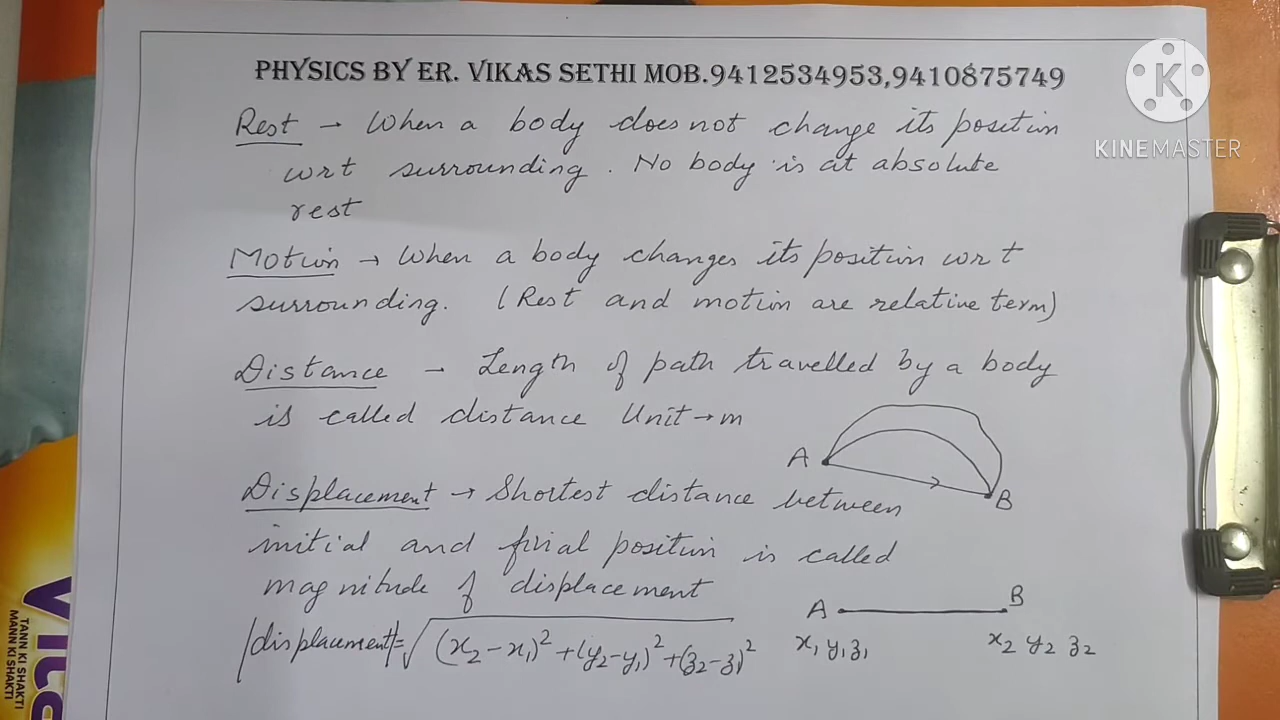 PHYSICS BY ER. VIKAS SETHI MOB.9412534953,9410875749
KINEMASTER
Rest - When a body does not change its position
wrt surrounding. No body is at absolute
rest
Motion → When a body changes its position wrt
surrounding. (Rest and motion are relative term)
Distance - Length of path travelled by a body
is called distance Unit → m
A
B
Displacement → Shortest distance between
initial and final position is called
magnitude of displacement
A B
|displacement| = √(x₂-x₁)² + (y₂-y₁)² + (z₂-z₁)²
x₁ y₁ z₁ x₂ y₂ z₂
Vita
TANN KI SHAKTI
MANN KI SHAKTI